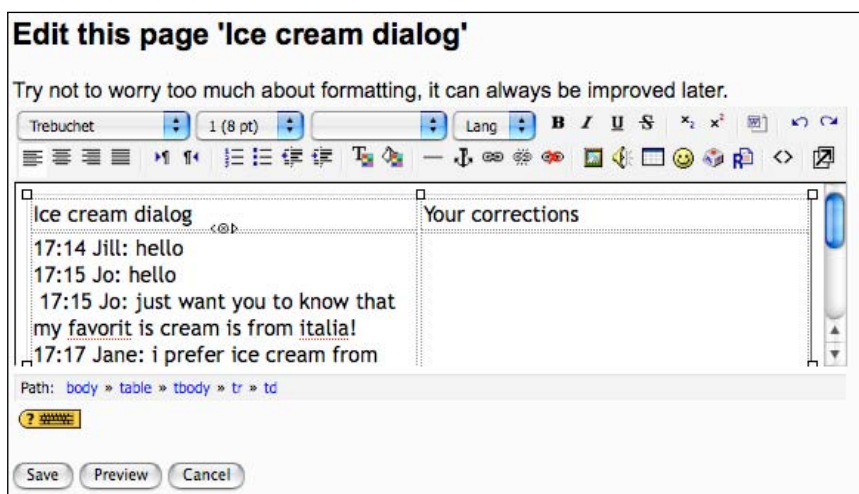 Edit this page 'Ice cream dialog'
Try not to worry too much about formatting, it can always be improved later.
Trebuchet 1 (8 pt) Lang B I U S x₂ x²
Ice cream dialog Your corrections
17:14 Jill: hello
17:15 Jo: hello
17:15 Jo: just want you to know that
my favorit is cream is from italia!
17:17 Jane: i prefer ice cream from
Path: body » table » tbody » tr » td
?
Save Preview Cancel